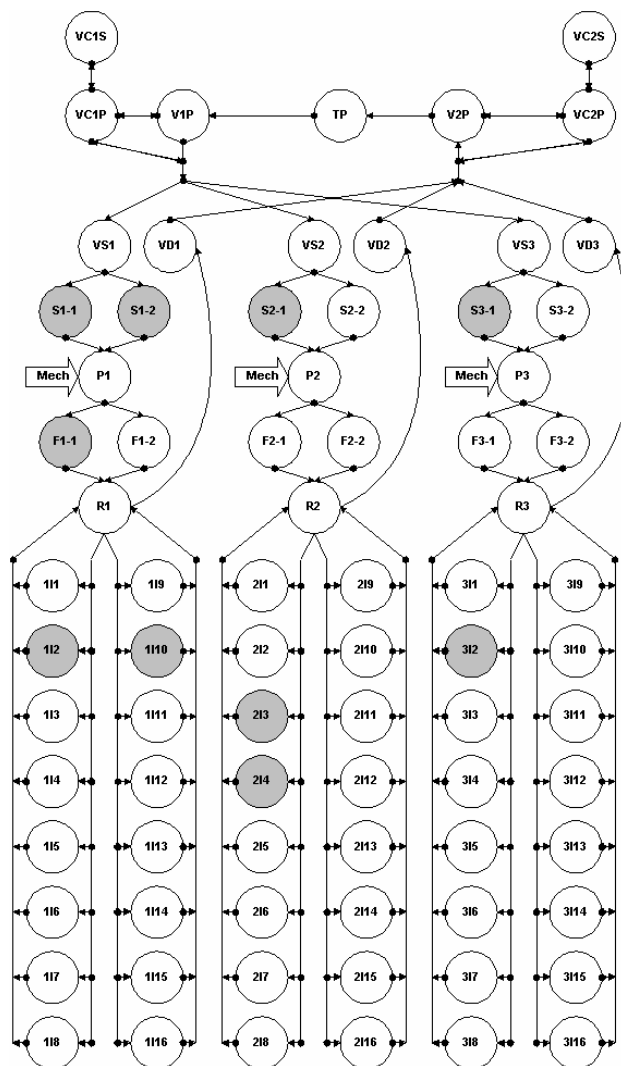 VC1S VC2S
VC1P V1P TP V2P VC2P
VS1 VD1 VS2 VD2 VS3 VD3
S1-1 S1-2 S2-1 S2-2 S3-1 S3-2
Mech P1 Mech P2 Mech P3
F1-1 F1-2 F2-1 F2-2 F3-1 F3-2
R1 R2 R3
1I1 1I9 2I1 2I9 3I1 3I9
1I2 1I10 2I2 2I10 3I2 3I10
1I3 1I11 2I3 2I11 3I3 3I11
1I4 1I12 2I4 2I12 3I4 3I12
1I5 1I13 2I5 2I13 3I5 3I13
1I6 1I14 2I6 2I14 3I6 3I14
1I7 1I15 2I7 2I15 3I7 3I15
1I8 1I16 2I8 2I16 3I8 3I16